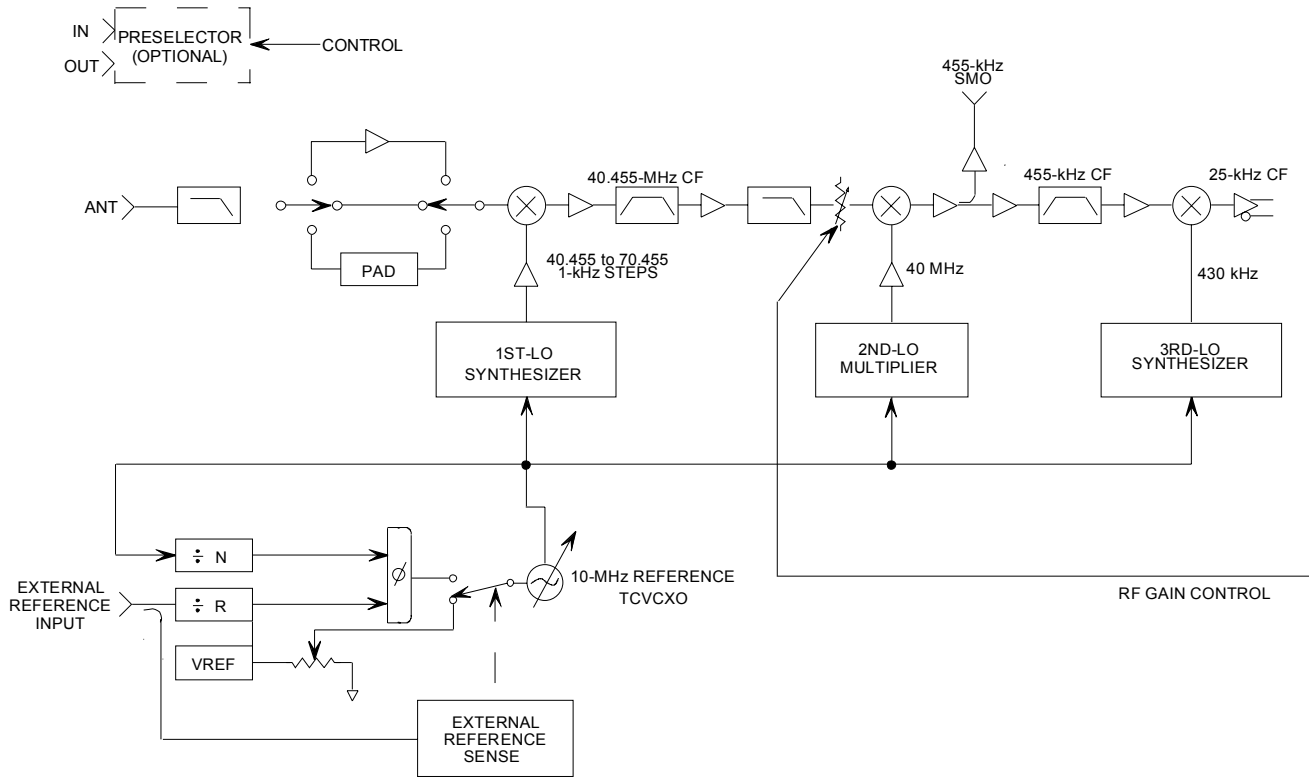 IN
PRESELECTOR
(OPTIONAL)
OUT
CONTROL
455-kHz
SMO
ANT
40.455-MHz CF
455-kHz CF
25-kHz CF
PAD
40.455 to 70.455
1-kHz STEPS
40 MHz
430 kHz
1ST-LO
SYNTHESIZER
2ND-LO
MULTIPLIER
3RD-LO
SYNTHESIZER
÷ N
EXTERNAL
REFERENCE
INPUT
÷ R
VREF
ϕ
10-MHz REFERENCE
TCVCXO
RF GAIN CONTROL
EXTERNAL
REFERENCE
SENSE